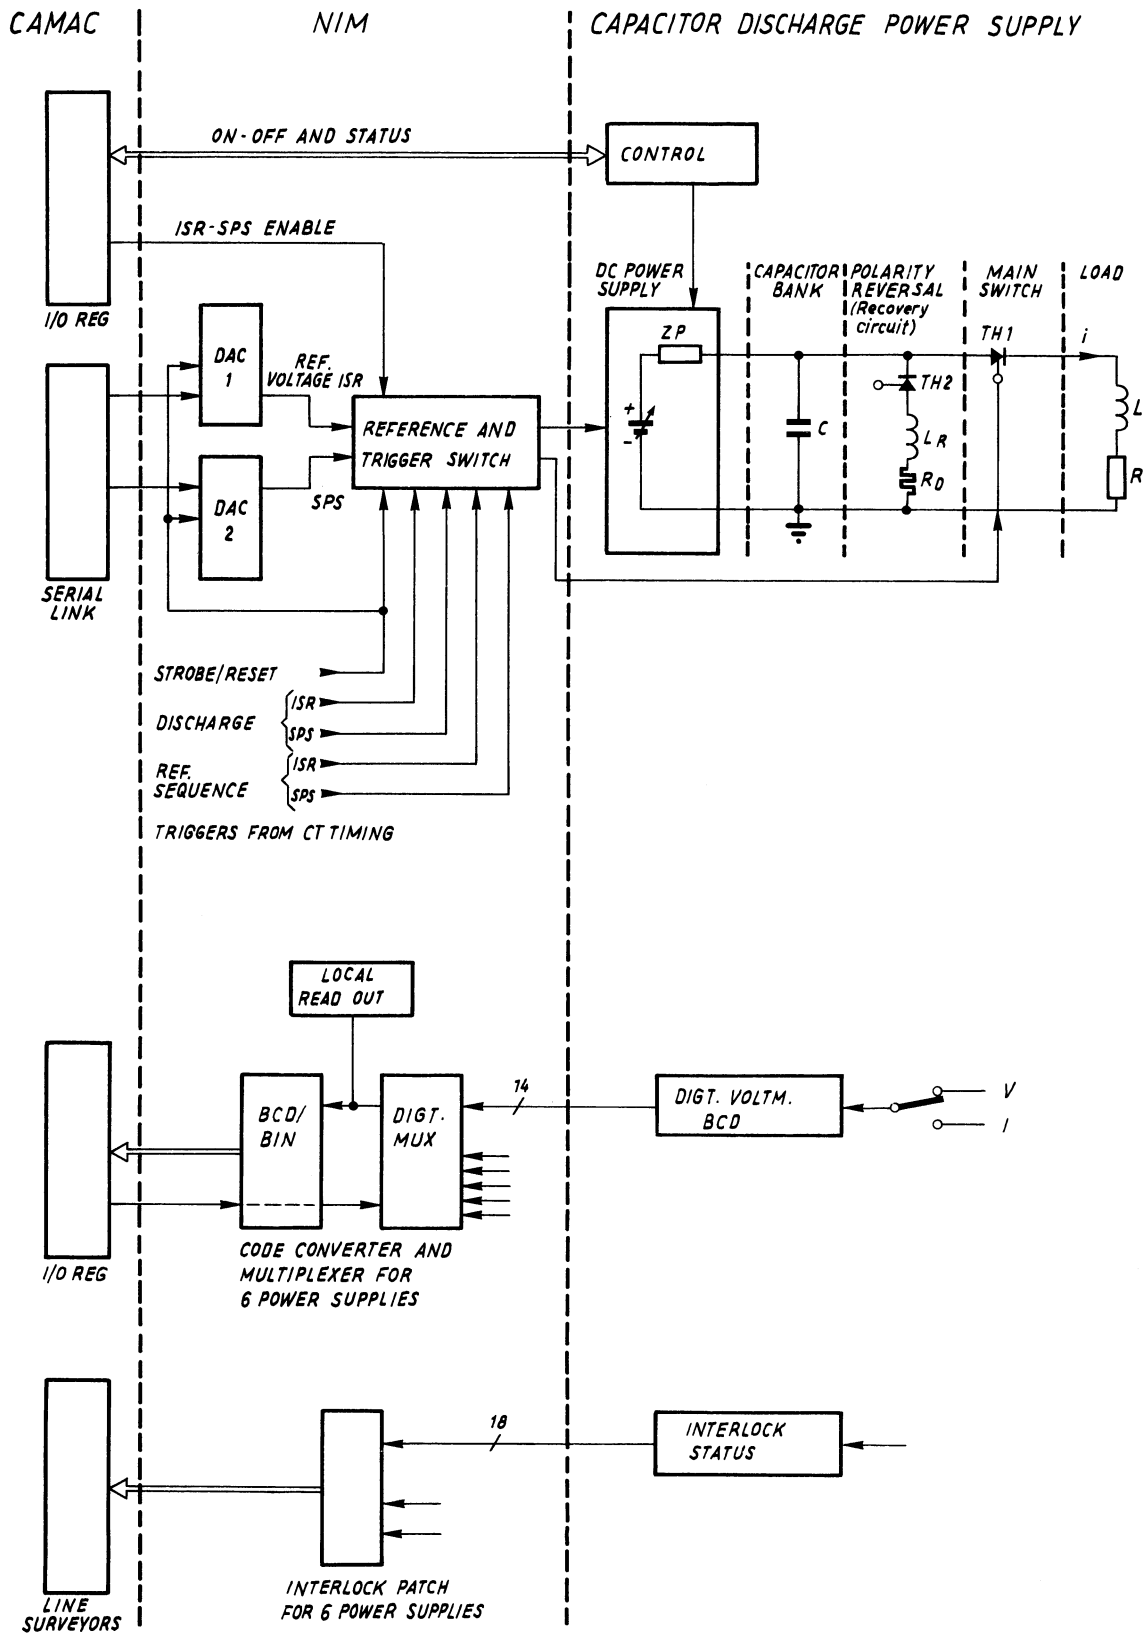 CAMAC
NIM
CAPACITOR DISCHARGE POWER SUPPLY
ON-OFF AND STATUS
CONTROL
ISR-SPS ENABLE
I/O REG
DAC
1
REF.
VOLTAGE ISR
REFERENCE AND
TRIGGER SWITCH
SPS
DAC
2
SERIAL
LINK
DC POWER
SUPPLY
CAPACITOR
BANK
POLARITY
REVERSAL
(Recovery
circuit)
MAIN
SWITCH
LOAD
ZP
TH1
i
TH2
+
-
C
LR
RD
L
R
STROBE/RESET
DISCHARGE
ISR
SPS
REF.
SEQUENCE
ISR
SPS
TRIGGERS FROM CT TIMING
LOCAL
READ OUT
BCD/
BIN
DIGT.
MUX
14
DIGT. VOLTM.
BCD
V
I
I/O REG
CODE CONVERTER AND
MULTIPLEXER FOR
6 POWER SUPPLIES
18
INTERLOCK
STATUS
INTERLOCK PATCH
FOR 6 POWER SUPPLIES
LINE
SURVEYORS